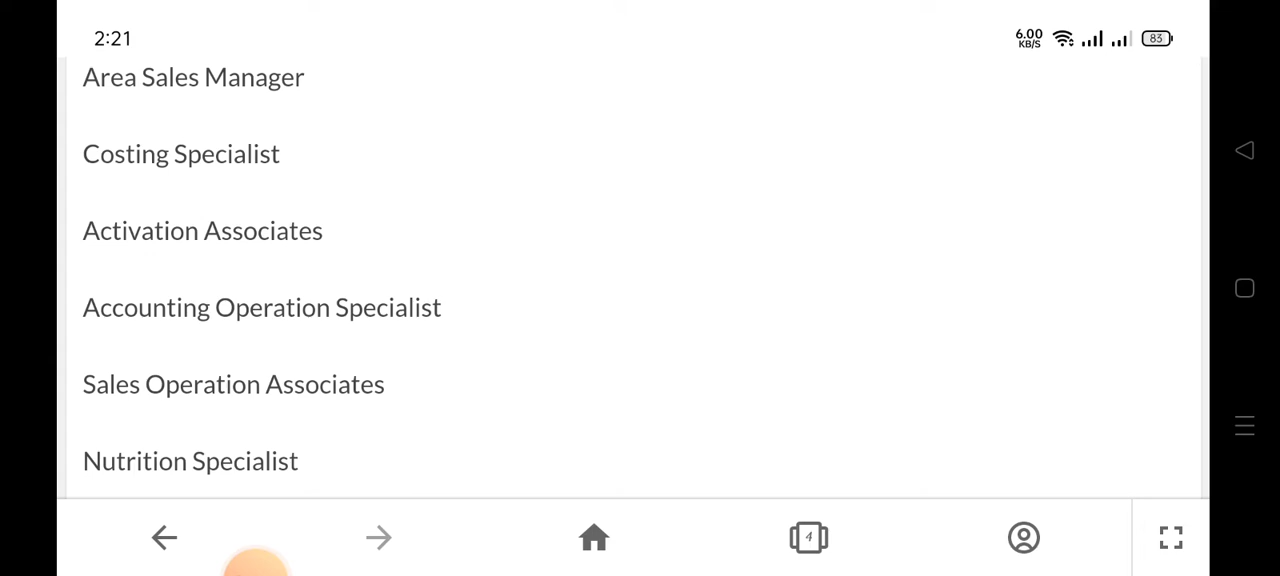 2:21
6.00
KB/S
83
Area Sales Manager
Costing Specialist
Activation Associates
Accounting Operation Specialist
Sales Operation Associates
Nutrition Specialist
4